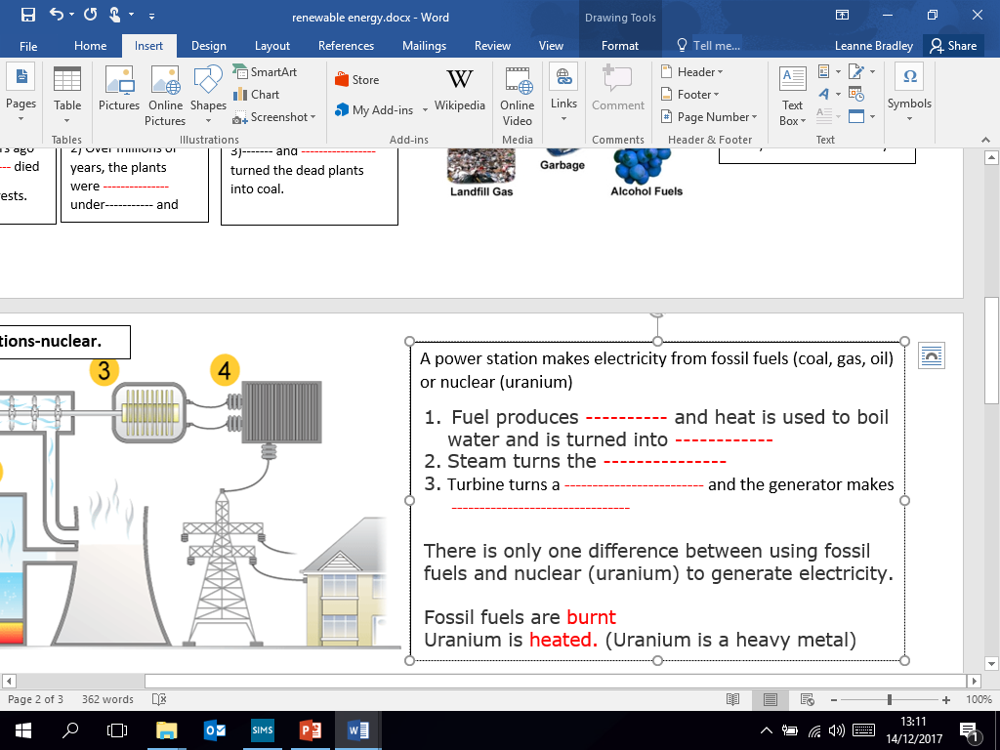 renewable energy.docx - Word
Drawing Tools
File Home Insert Design Layout References Mailings Review View Format Tell me... Leanne Bradley Share
Pages
Table
Pictures
Online Pictures
Shapes
SmartArt
Chart
Screenshot
Store
My Add-ins
Wikipedia
Online Video
Links
Comment
Header
Footer
Page Number
Text Box
Symbols
Tables Illustrations Add-ins Media Comments Header & Footer Text
s ago
--- died
ests.
2) Over millions of
years, the plants
were ---------------
under----------- and
3)------- and -----------------
turned the dead plants
into coal.
Landfill Gas
Garbage
Alcohol Fuels
tions-nuclear.
3
4
A power station makes electricity from fossil fuels (coal, gas, oil)
or nuclear (uranium)
1. Fuel produces ---------- and heat is used to boil
water and is turned into ------------
2. Steam turns the ---------------
3. Turbine turns a ------------------------- and the generator makes
--------------------------------
There is only one difference between using fossil
fuels and nuclear (uranium) to generate electricity.
Fossil fuels are burnt
Uranium is heated. (Uranium is a heavy metal)
Page 2 of 3 362 words 100%
SIMS
13:11
14/12/2017
1